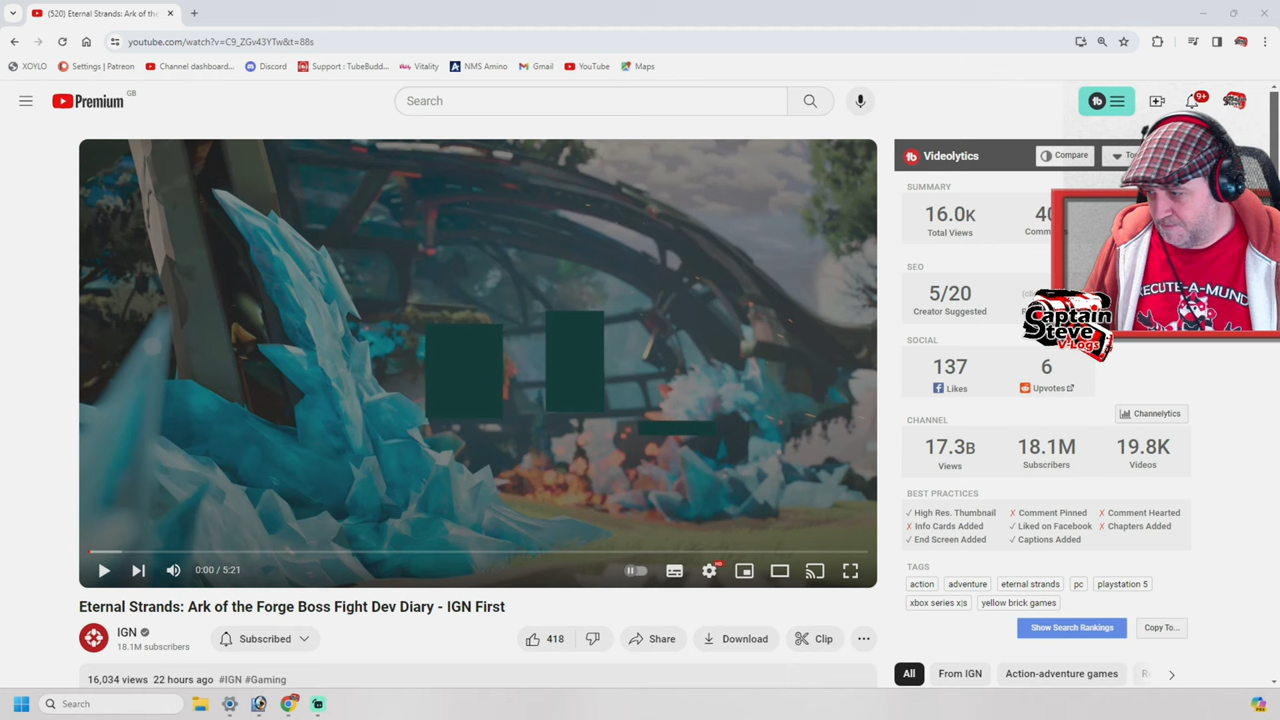 (520) Eternal Strands: Ark of the
youtube.com/watch?v=C9_ZGv43YTw&t=88s
XOYLO
Settings | Patreon
Channel dashboard...
Discord
Support : TubeBudd...
Vitality
NMS Amino
Gmail
YouTube
Maps
Premium GB
Search
9+
Videolytics
Compare
SUMMARY
16.0K
Total Views
SEO
5/20
Creator Suggested
ECUTE-A-MUND
Captain
Steve
V-Logs
SOCIAL
137
Likes
6
Upvotes
CHANNEL
Channelytics
17.3B
Views
18.1M
Subscribers
19.8K
Videos
BEST PRACTICES
✓ High Res. Thumbnail
✗ Comment Pinned
✗ Comment Hearted
✗ Info Cards Added
✓ Liked on Facebook
✗ Chapters Added
✓ End Screen Added
✓ Captions Added
TAGS
action
adventure
eternal strands
pc
playstation 5
xbox series x|s
yellow brick games
Show Search Rankings
Copy To...
0:00 / 5:21
Eternal Strands: Ark of the Forge Boss Fight Dev Diary - IGN First
IGN
18.1M subscribers
Subscribed
418
Share
Download
Clip
16,034 views 22 hours ago #IGN #Gaming
All
From IGN
Action-adventure games
Search